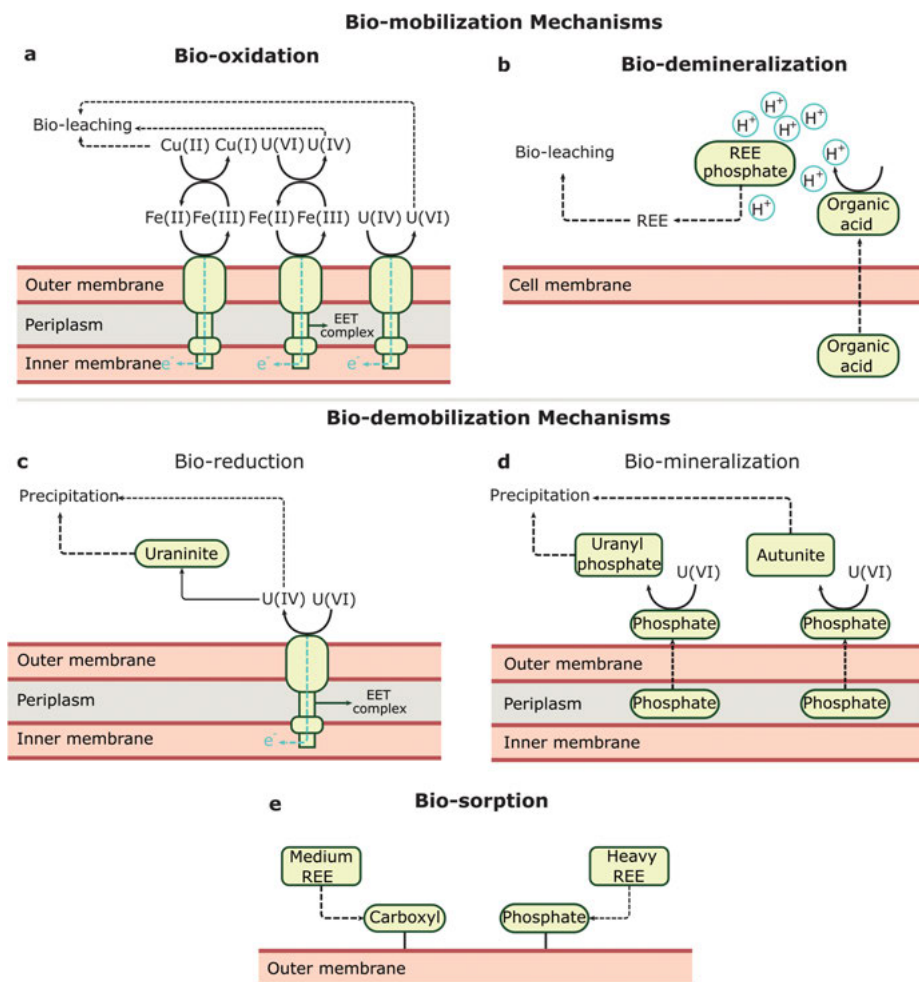 Bio-mobilization Mechanisms
a
Bio-oxidation
Bio-leaching
Cu(II) Cu(I) U(VI) U(IV)
Fe(II) Fe(III) Fe(II) Fe(III) U(IV) U(VI)
Outer membrane
Periplasm
EET
complex
Inner membrane
e⁻ e⁻ e⁻
b
Bio-demineralization
H⁺
H⁺
H⁺
H⁺
H⁺
H⁺
H⁺
REE
phosphate
Bio-leaching
REE
Organic
acid
Cell membrane
Organic
acid
Bio-demobilization Mechanisms
c
Bio-reduction
Precipitation
Uraninite
U(IV) U(VI)
Outer membrane
Periplasm
EET
complex
Inner membrane
e⁻
d
Bio-mineralization
Precipitation
Uranyl
phosphate
U(VI)
Autunite
U(VI)
Phosphate
Phosphate
Outer membrane
Periplasm
Phosphate
Phosphate
Inner membrane
e
Bio-sorption
Medium
REE
Heavy
REE
Carboxyl
Phosphate
Outer membrane